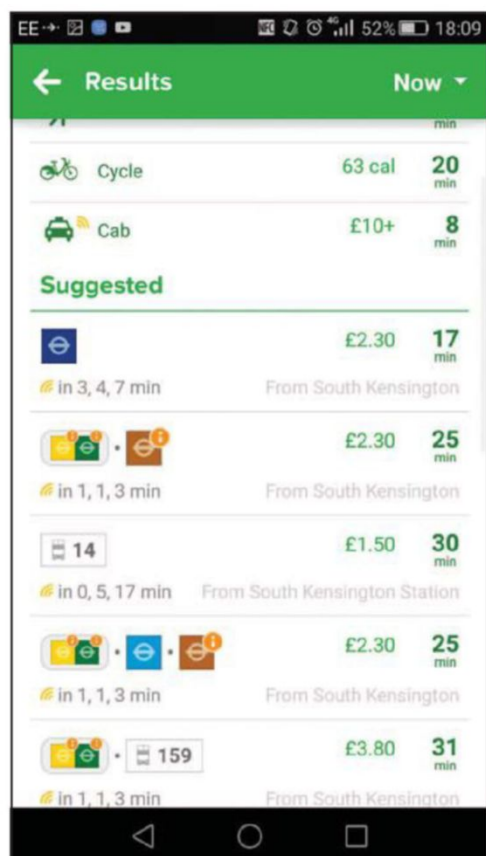 EE NFC 4G 52% 18:09
Results Now
min
Cycle 63 cal 20
min
Cab £10+ 8
min
Suggested
£2.30 17
min
in 3, 4, 7 min From South Kensington
i i i £2.30 25
min
in 1, 1, 3 min From South Kensington
14 £1.50 30
min
in 0, 5, 17 min From South Kensington Station
i i i £2.30 25
min
in 1, 1, 3 min From South Kensington
i i 159 £3.80 31
min
in 1, 1, 3 min From South Kensington